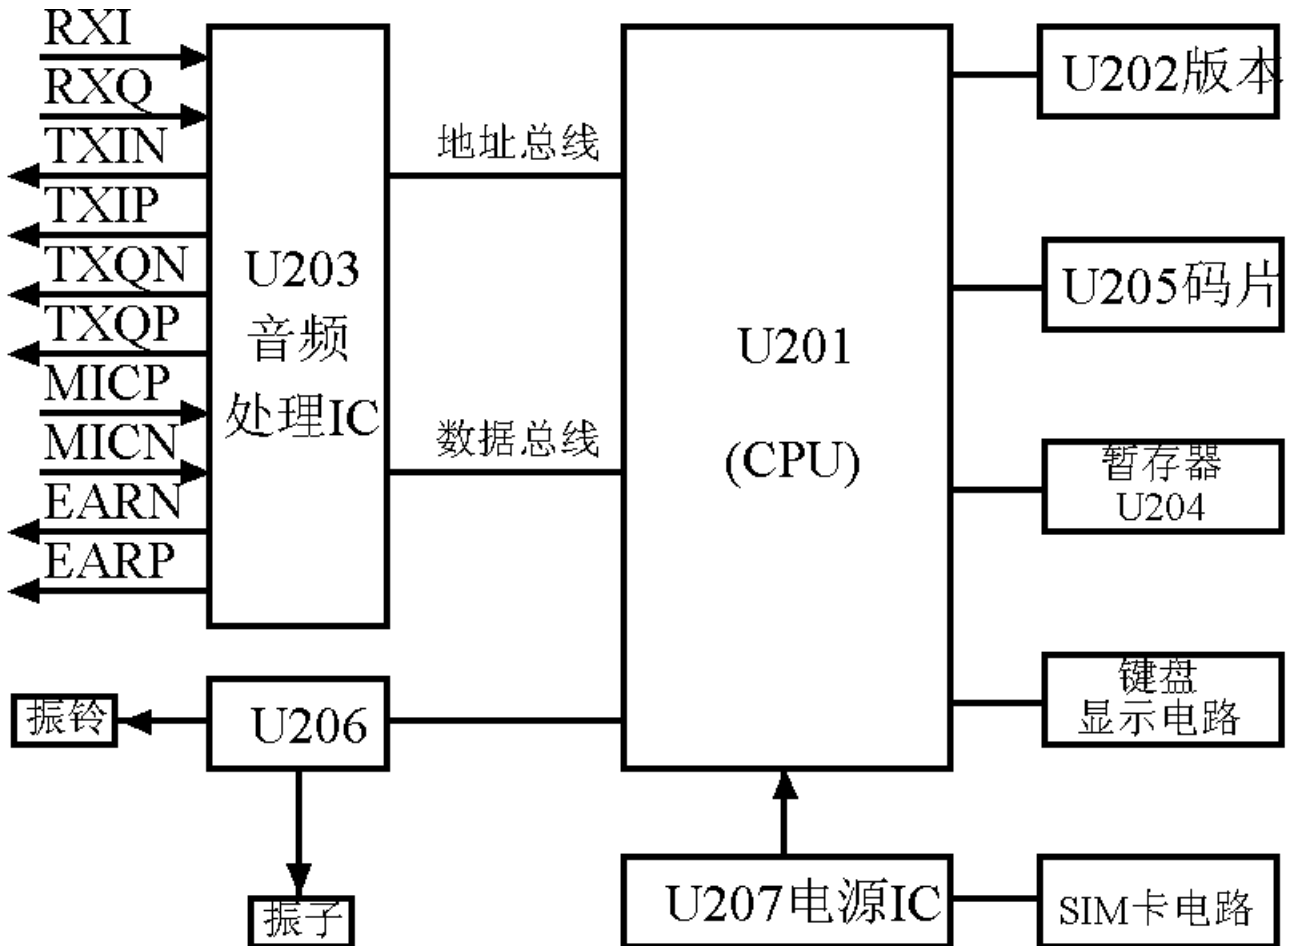 RXI
RXQ
TXIN
TXIP
TXQN
TXQP
MICP
MICN
EARN
EARP
U203
音频
处理IC
地址总线
数据总线
U201
(CPU)
U202版本
U205码片
暂存器
U204
键盘
显示电路
振铃
U206
振子
U207电源IC
SIM卡电路